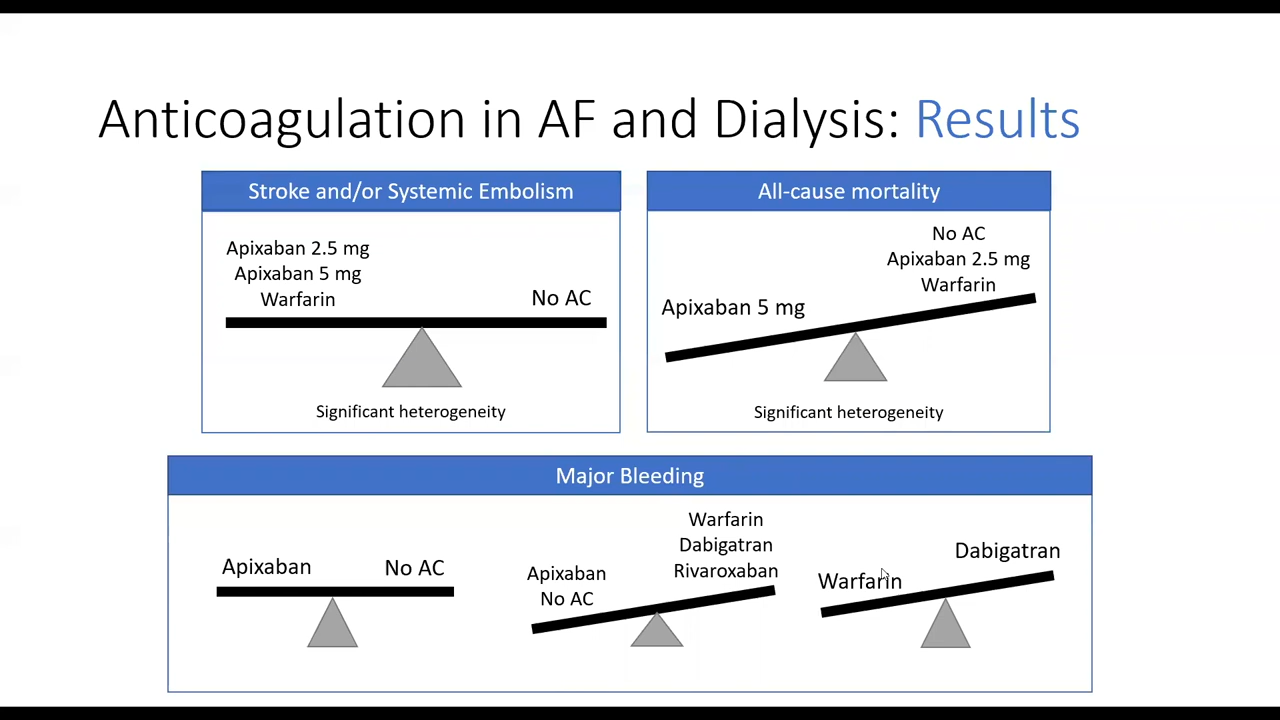 Anticoagulation in AF and Dialysis: Results
Stroke and/or Systemic Embolism
Apixaban 2.5 mg
Apixaban 5 mg
Warfarin
No AC
Significant heterogeneity
All-cause mortality
No AC
Apixaban 2.5 mg
Warfarin
Apixaban 5 mg
Significant heterogeneity
Major Bleeding
Apixaban
No AC
Apixaban
No AC
Warfarin
Dabigatran
Rivaroxaban
Warfarin
Dabigatran